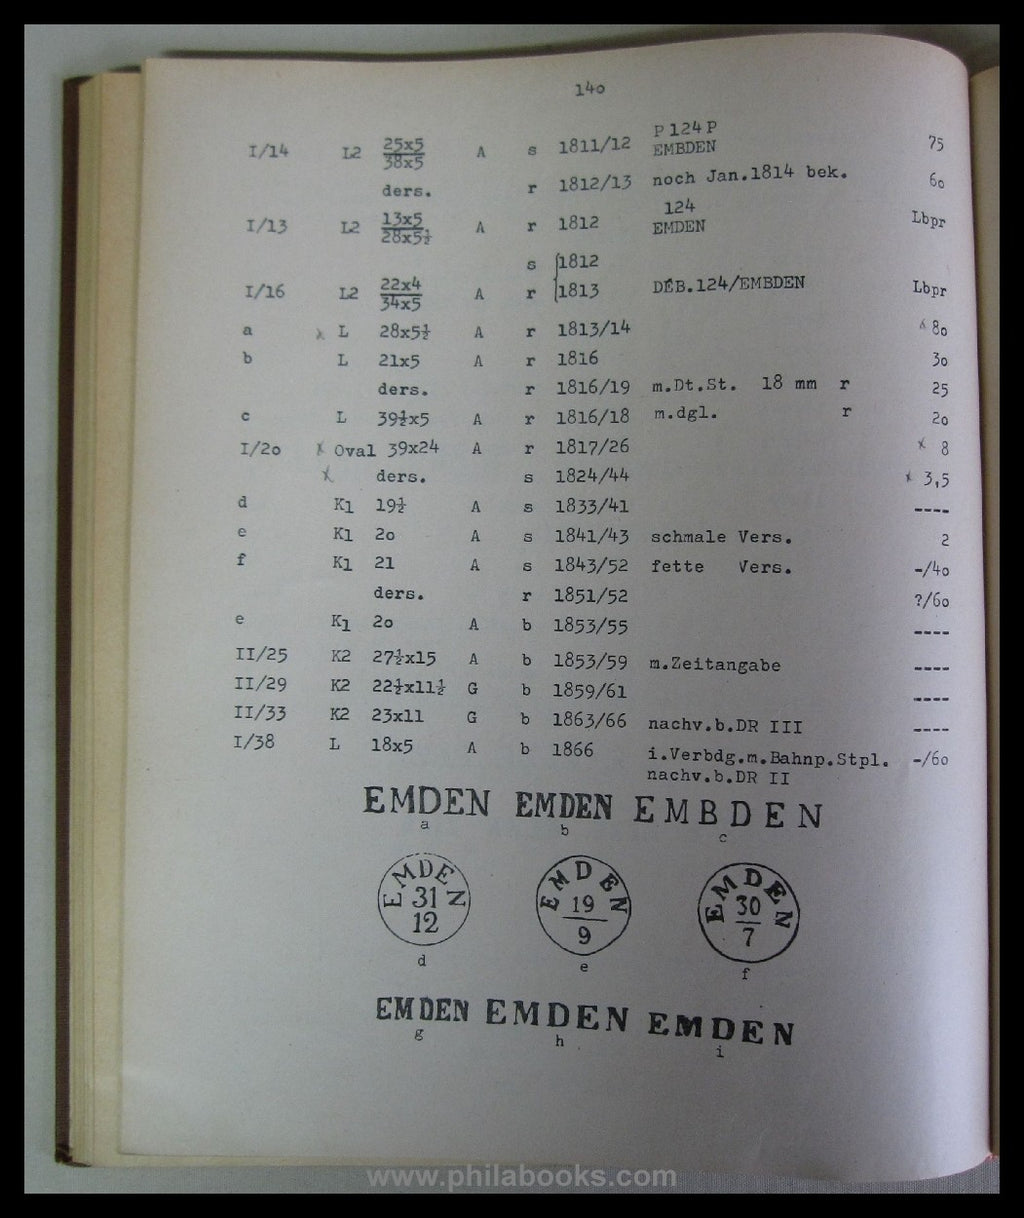 14o
I/14 L2 25x5 A s 1811/12 P 124 P 75
38x5 EMBDEN
ders. r 1812/13 noch Jan.1814 bek. 6o
I/13 L2 13x5 A r 1812 124 Lbpr
28x5½ EMDEN
s 1812
I/16 L2 22x4 A r 1813 DÉB.124/EMBDEN Lbpr
34x5
a L 28x5½ A r 1813/14 8o
b L 21x5 A r 1816 3o
ders. r 1816/19 m.Dt.St. 18 mm r 25
c L 39½x5 A r 1816/18 m.dgl. r 2o
I/2o x Oval 39x24 A r 1817/26 x 8
x ders. s 1824/44 x 3,5
d K1 19½ A s 1833/41 ----
e K1 2o A s 1841/43 schmale Vers. 2
f K1 21 A s 1843/52 fette Vers. -/4o
ders. r 1851/52 ?/6o
e K1 2o A b 1853/55 ----
II/25 K2 27½x15 A b 1853/59 m.Zeitangabe ----
II/29 K2 22½x11½ G b 1859/61 ----
II/33 K2 23x11 G b 1863/66 nachv.b.DR III ----
I/38 L 18x5 A b 1866 i.Verbdg.m.Bahnp.Stpl. -/6o
nachv.b.DR II
EMDEN EMDEN EMBDEN
a b c
EMDEN 31 12
EMDEN 19 9
EMDEN 30 7
d e f
EMDEN EMDEN EMDEN
g h i
www.philabooks.com